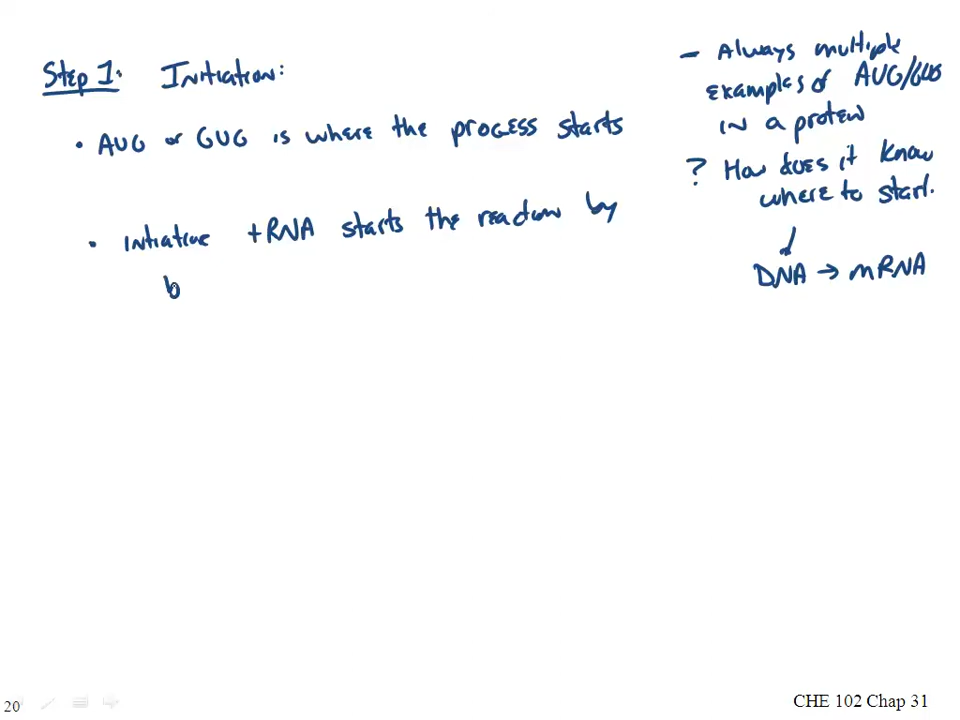 Step 1: Initiation:
• AUG or GUG is where the process starts
• initiative tRNA starts the reaction by
b
- Always multiple
examples of AUG/GUG
in a protein
? How does it know
where to start.
↓
DNA → mRNA
20
CHE 102 Chap 31